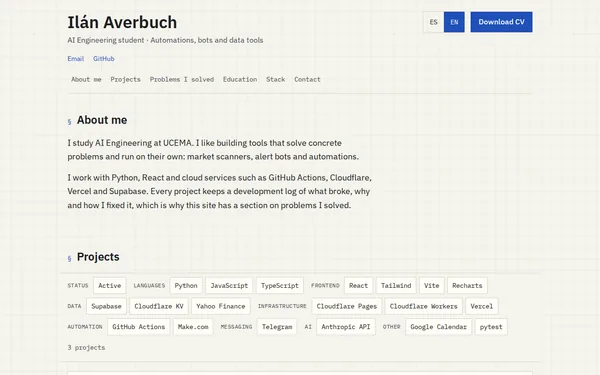 Ilán Averbuch
ES EN Download CV
AI Engineering student · Automations, bots and data tools
Email GitHub
About me Projects Problems I solved Education Stack Contact
§ About me
I study AI Engineering at UCEMA. I like building tools that solve concrete
problems and run on their own: market scanners, alert bots and automations.
I work with Python, React and cloud services such as GitHub Actions, Cloudflare,
Vercel and Supabase. Every project keeps a development log of what broke, why
and how I fixed it, which is why this site has a section on problems I solved.
§ Projects
STATUS Active LANGUAGES Python JavaScript TypeScript FRONTEND React Tailwind Vite Recharts
DATA Supabase Cloudflare KV Yahoo Finance INFRASTRUCTURE Cloudflare Pages Cloudflare Workers Vercel
AUTOMATION GitHub Actions Make.com MESSAGING Telegram AI Anthropic API OTHER Google Calendar pytest
3 projects